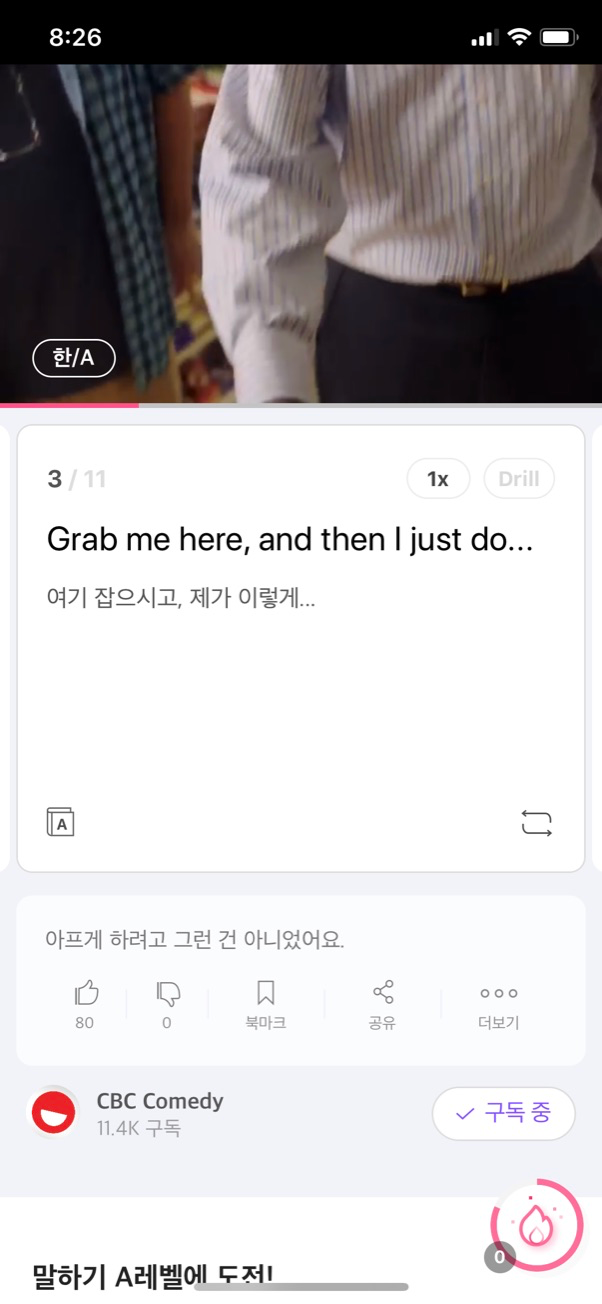 8:26
한/A
3 / 11
1x
Drill
Grab me here, and then I just do...
여기 잡으시고, 제가 이렇게...
A
아프게 하려고 그런 건 아니었어요.
80
0
북마크
공유
더보기
CBC Comedy
11.4K 구독
구독 중
0
말하기 A레벨에 도전!